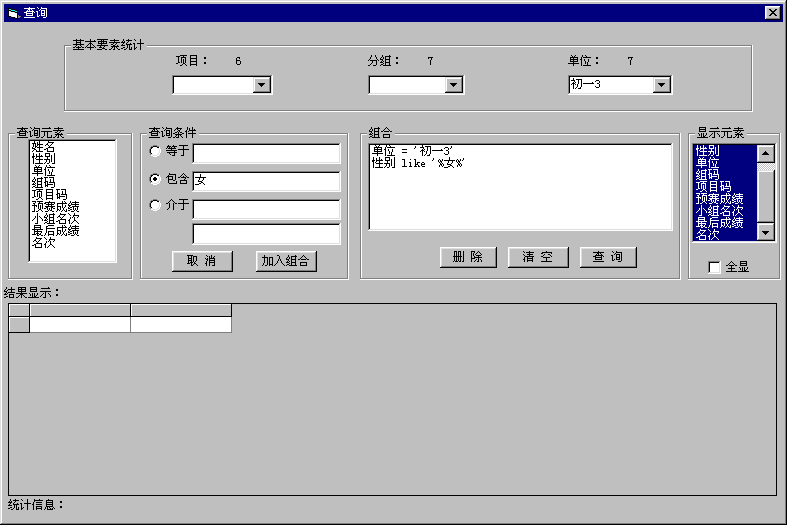 查询
基本要素统计
项目： 6 分组： 7 单位： 7
初一3
查询元素
姓名
性别
单位
组码
项目码
预赛成绩
小组名次
最后成绩
名次
查询条件
等于
包含 女
介于
取 消 加入组合
组合
单位 = '初一3'
性别 like '%女%'
删 除 清 空 查 询
显示元素
性别
单位
组码
项目码
预赛成绩
小组名次
最后成绩
名次
全显
结果显示：
统计信息：